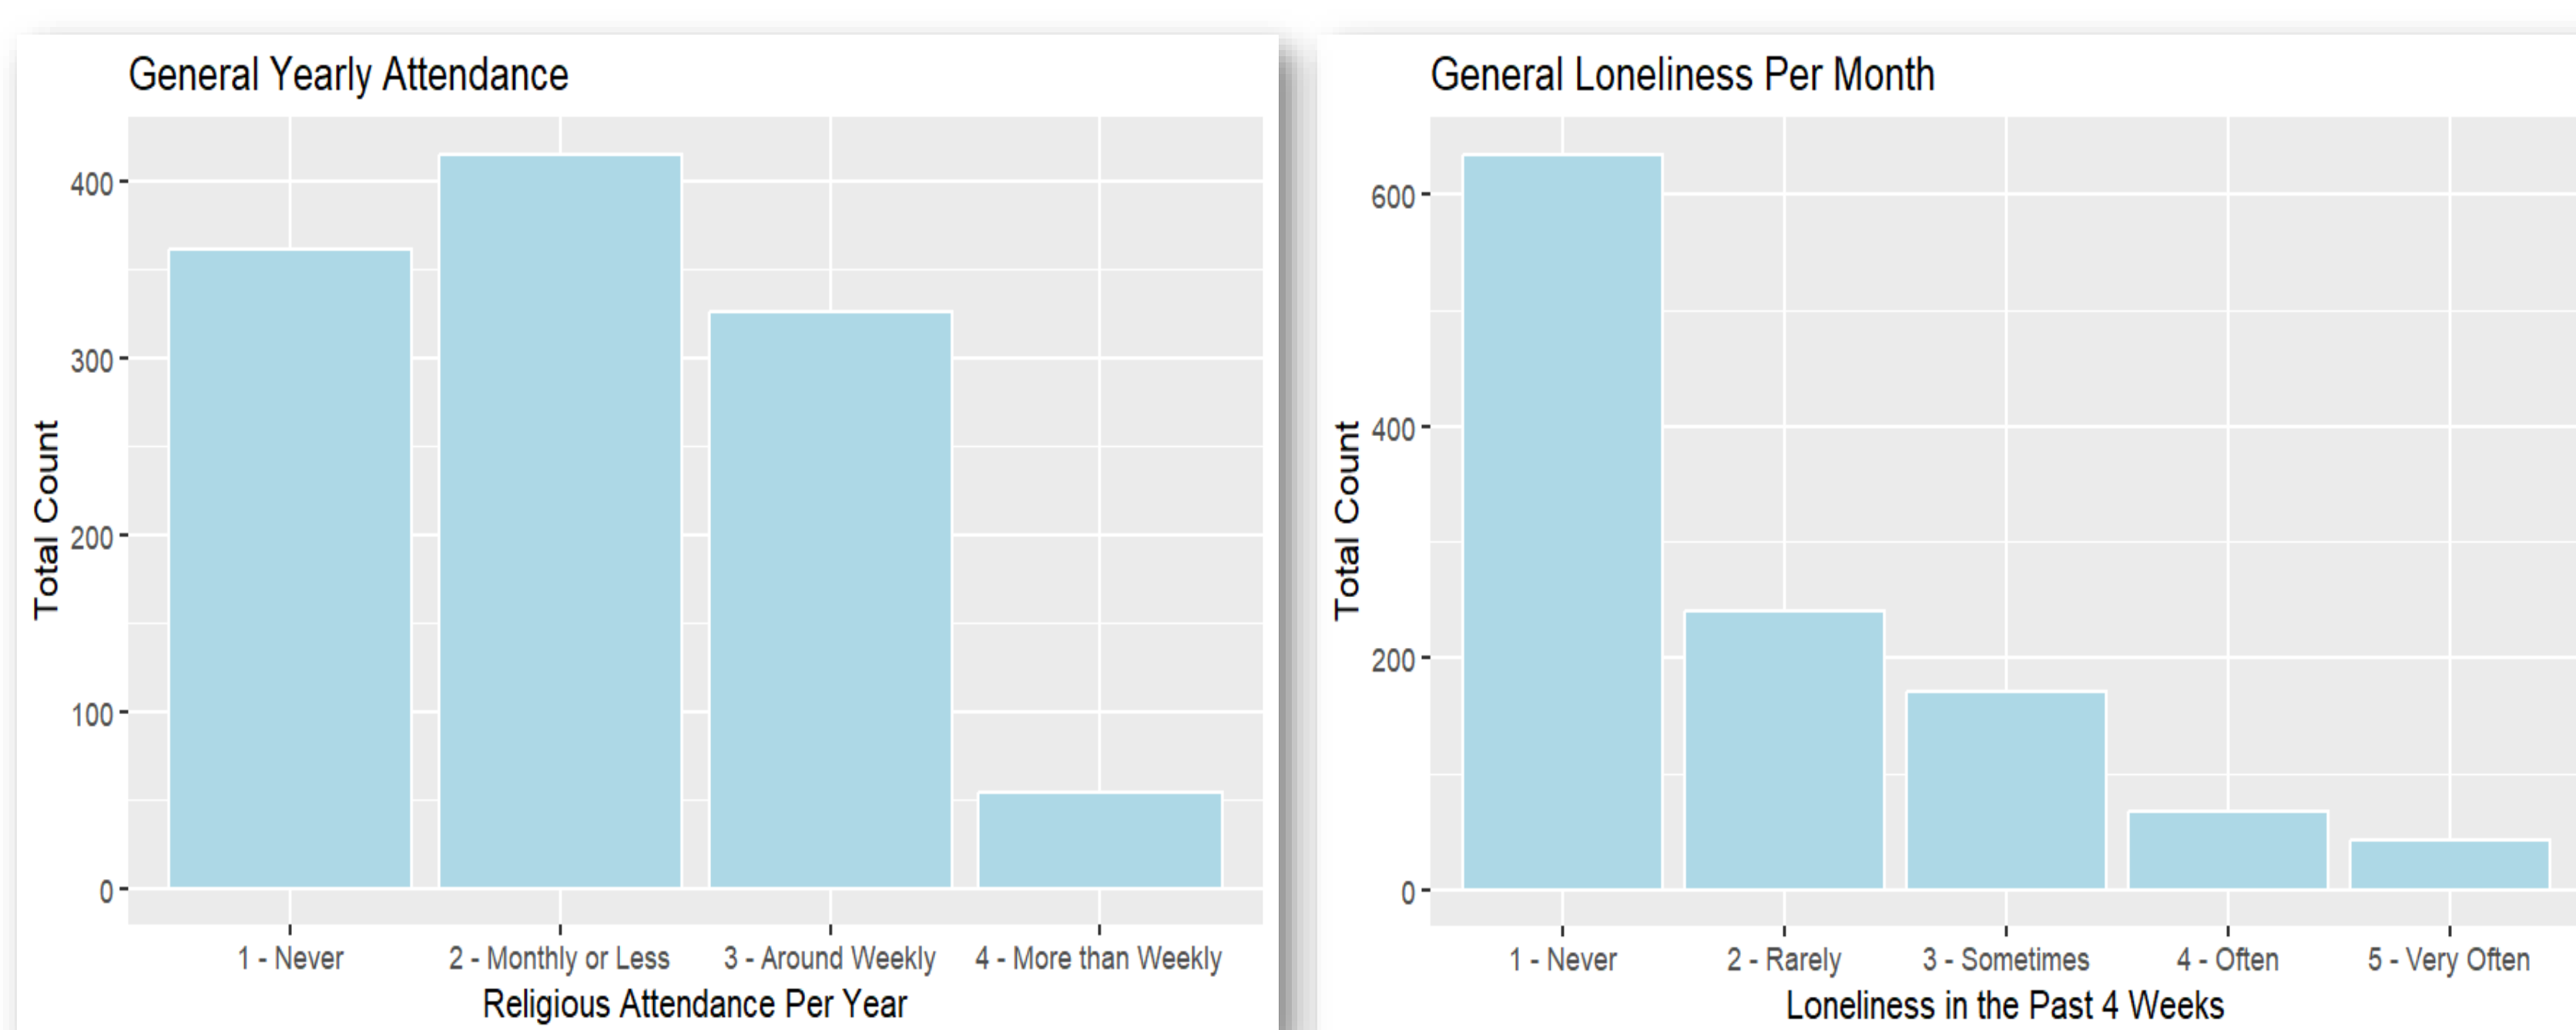 General Yearly Attendance
Total Count
400
300
200
100
0
1 - Never
2 - Monthly or Less
3 - Around Weekly
4 - More than Weekly
Religious Attendance Per Year
General Loneliness Per Month
Total Count
600
400
200
0
1 - Never
2 - Rarely
3 - Sometimes
4 - Often
5 - Very Often
Loneliness in the Past 4 Weeks